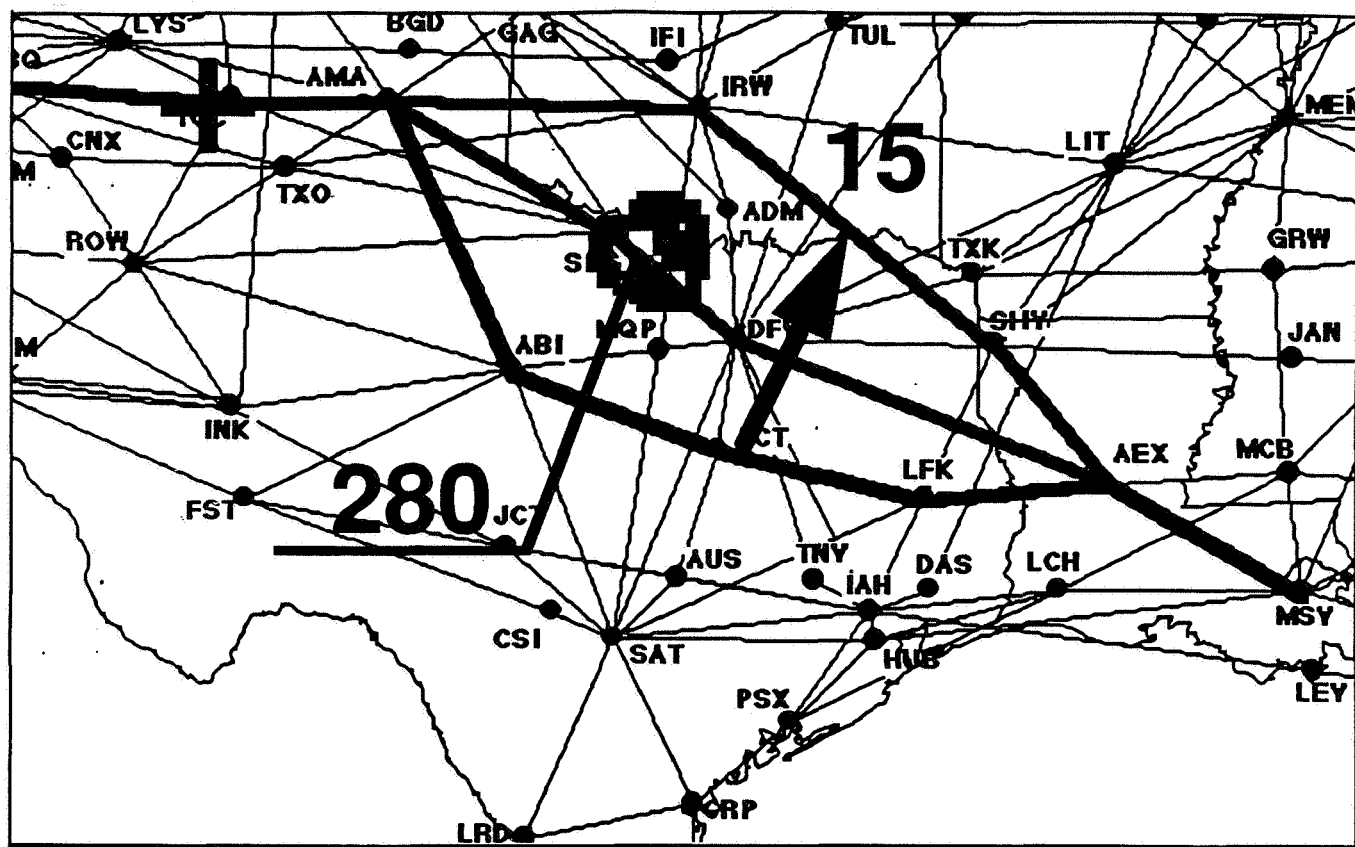 LYS
BGD
GAG
IFI
TUL
AMA
IRW
MEM
CNX
15
LIT
M
TXO
ADM
ROW
TXK
GRW
M
ABI
MQP
SHY
JAN
INK
LFK
AEX
MCB
280
FST
AUS
TNY
IAH
DAS
LCH
CSI
SAT
HUB
MSY
PSX
LEY
CRP
LRD